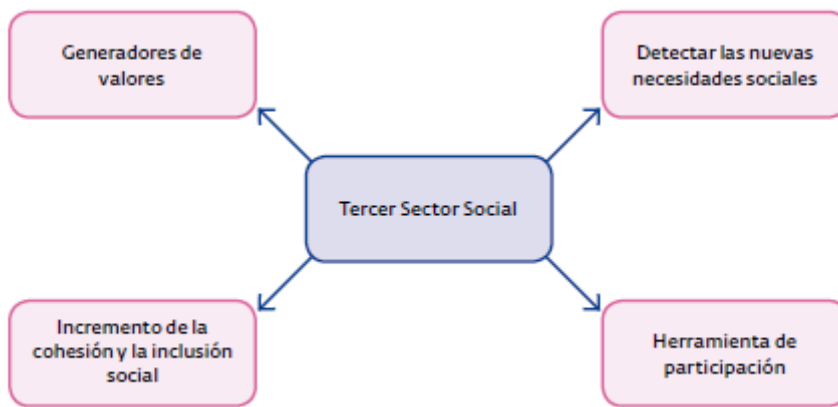 Generadores de
valores
Detectar las nuevas
necesidades sociales
Tercer Sector Social
Incremento de la
cohesión y la inclusión
social
Herramienta de
participación